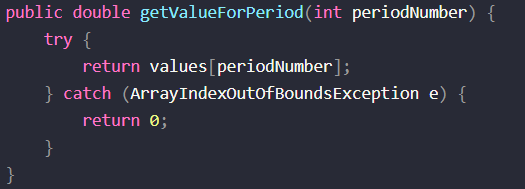 public double getValueForPeriod(int periodNumber) {
    try {
        return values[periodNumber];
    } catch (ArrayIndexOutOfBoundsException e) {
        return 0;
    }
}